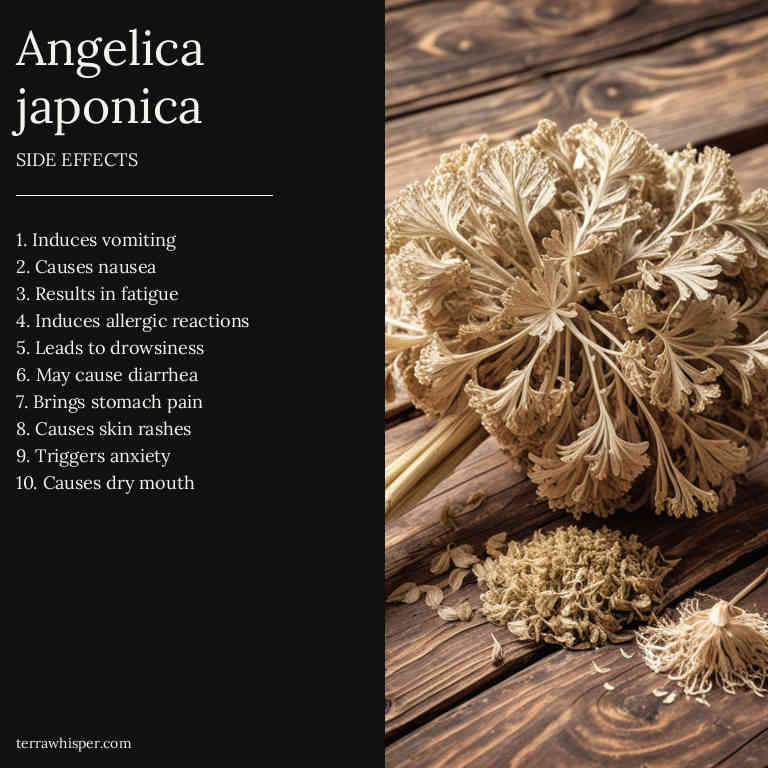 Angelica
japonica
SIDE EFFECTS
1. Induces vomiting
2. Causes nausea
3. Results in fatigue
4. Induces allergic reactions
5. Leads to drowsiness
6. May cause diarrhea
7. Brings stomach pain
8. Causes skin rashes
9. Triggers anxiety
10. Causes dry mouth
terrawhisper.com